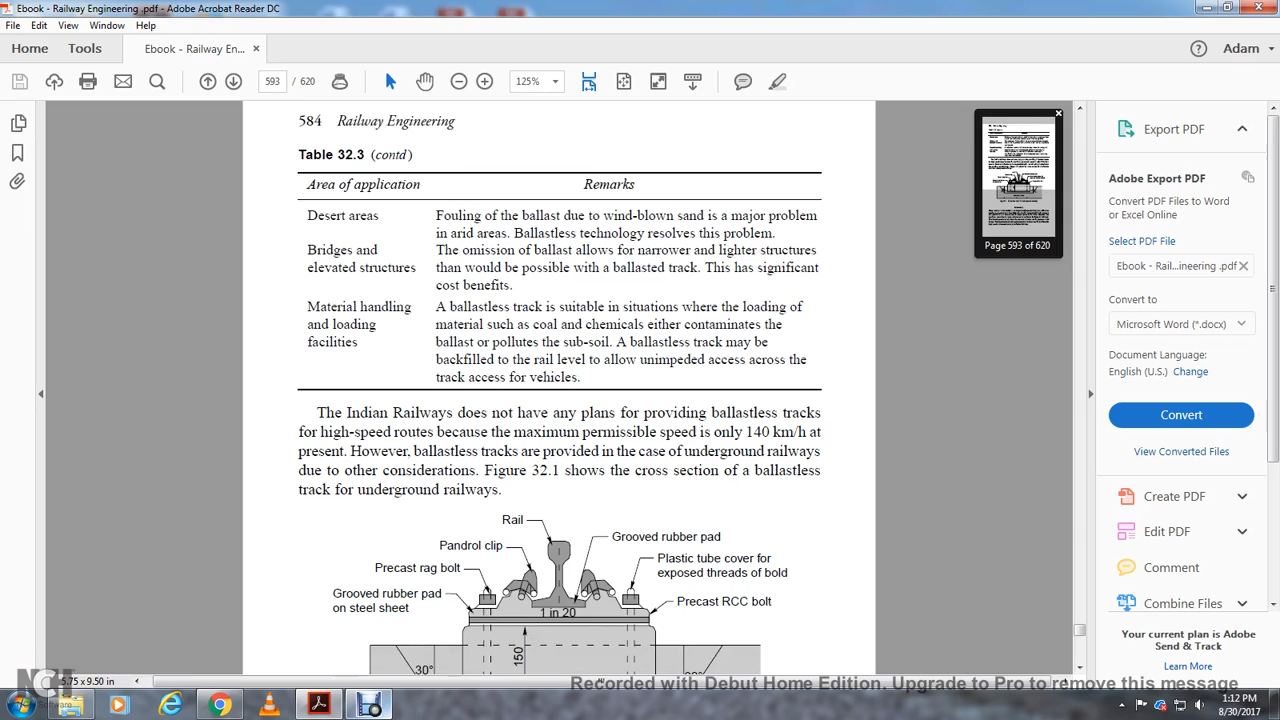 Ebook - Railway Engineering .pdf - Adobe Acrobat Reader DC
File Edit View Window Help
Home Tools Ebook - Railway En... × Adam
593 / 620 125%
584 Railway Engineering
Table 32.3 (contd)
Area of application Remarks
Desert areas Fouling of the ballast due to wind-blown sand is a major problem
in arid areas. Ballastless technology resolves this problem.
Bridges and The omission of ballast allows for narrower and lighter structures
elevated structures than would be possible with a ballasted track. This has significant
cost benefits.
Material handling A ballastless track is suitable in situations where the loading of
and loading material such as coal and chemicals either contaminates the
facilities ballast or pollutes the sub-soil. A ballastless track may be
backfilled to the rail level to allow unimpeded access across the
track access for vehicles.
The Indian Railways does not have any plans for providing ballastless tracks
for high-speed routes because the maximum permissible speed is only 140 km/h at
present. However, ballastless tracks are provided in the case of underground railways
due to other considerations. Figure 32.1 shows the cross section of a ballastless
track for underground railways.
Rail
Grooved rubber pad
Pandrol clip
Plastic tube cover for
exposed threads of bold
Precast rag bolt
Grooved rubber pad
on steel sheet
Precast RCC bolt
1 in 20
150
30°
Page 593 of 620
Export PDF
Adobe Export PDF
Convert PDF Files to Word
or Excel Online
Select PDF File
Ebook - Rail...ineering .pdf ×
Convert to
Microsoft Word (*.docx)
Document Language:
English (U.S.) Change
Convert
View Converted Files
Create PDF
Edit PDF
Comment
Combine Files
Your current plan is Adobe
Send & Track
Learn More
5.75 x 9.50 in
NCH
Software
Recorded with Debut Home Edition. Upgrade to Pro to remove this message
1:12 PM
8/30/2017